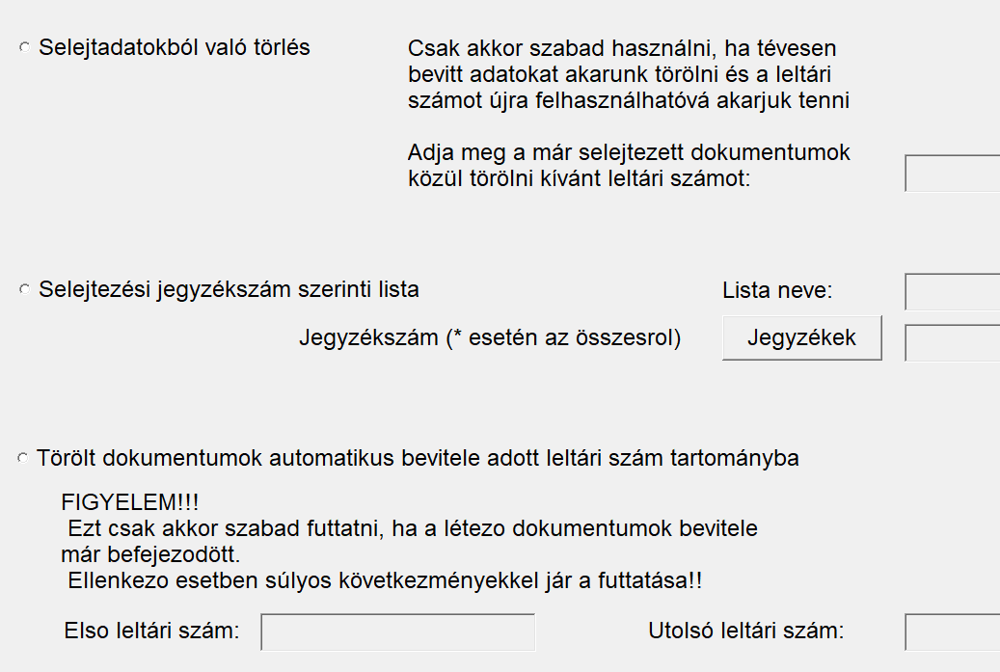 Selejtadatokból való törlés
Csak akkor szabad használni, ha tévesen
bevitt adatokat akarunk törölni és a leltári
számot újra felhasználhatóvá akarjuk tenni
Adja meg a már selejtezett dokumentumok
közül törölni kívánt leltári számot:
Selejtezési jegyzékszám szerinti lista
Lista neve:
Jegyzékszám (* esetén az összesrol)
Jegyzékek
Törölt dokumentumok automatikus bevitele adott leltári szám tartományba
FIGYELEM!!!
Ezt csak akkor szabad futtatni, ha a létezo dokumentumok bevitele
már befejezodött.
Ellenkezo esetben súlyos következményekkel jár a futtatása!!
Elso leltári szám:
Utolsó leltári szám: